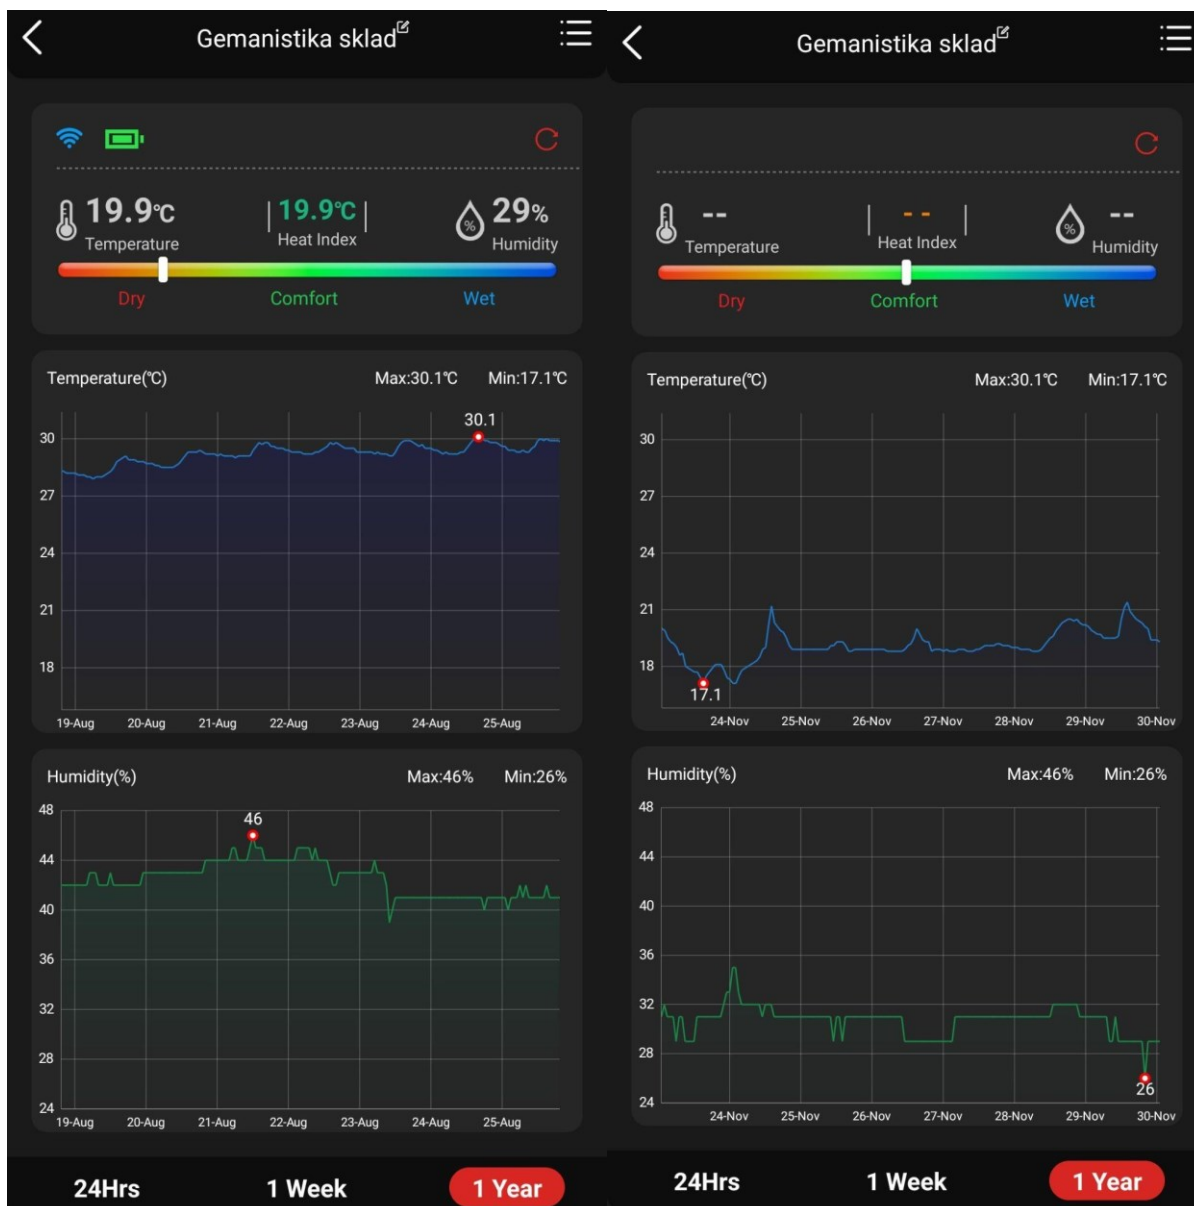 Gemanistika sklad
19.9℃
Temperature
19.9℃
Heat Index
%
29%
Humidity
Dry
Comfort
Wet
Temperature(℃)
Max:30.1℃
Min:17.1℃
30.1
30
27
24
21
18
19-Aug
20-Aug
21-Aug
22-Aug
23-Aug
24-Aug
25-Aug
Humidity(%)
Max:46%
Min:26%
48
46
44
40
36
32
28
24
19-Aug
20-Aug
21-Aug
22-Aug
23-Aug
24-Aug
25-Aug
24Hrs
1 Week
1 Year
Gemanistika sklad
--
Temperature
--
Heat Index
%
--
Humidity
Dry
Comfort
Wet
Temperature(℃)
Max:30.1℃
Min:17.1℃
30
27
24
21
18
17.1
24-Nov
25-Nov
26-Nov
27-Nov
28-Nov
29-Nov
30-Nov
Humidity(%)
Max:46%
Min:26%
48
44
40
36
32
28
26
24
24-Nov
25-Nov
26-Nov
27-Nov
28-Nov
29-Nov
30-Nov
24Hrs
1 Week
1 Year